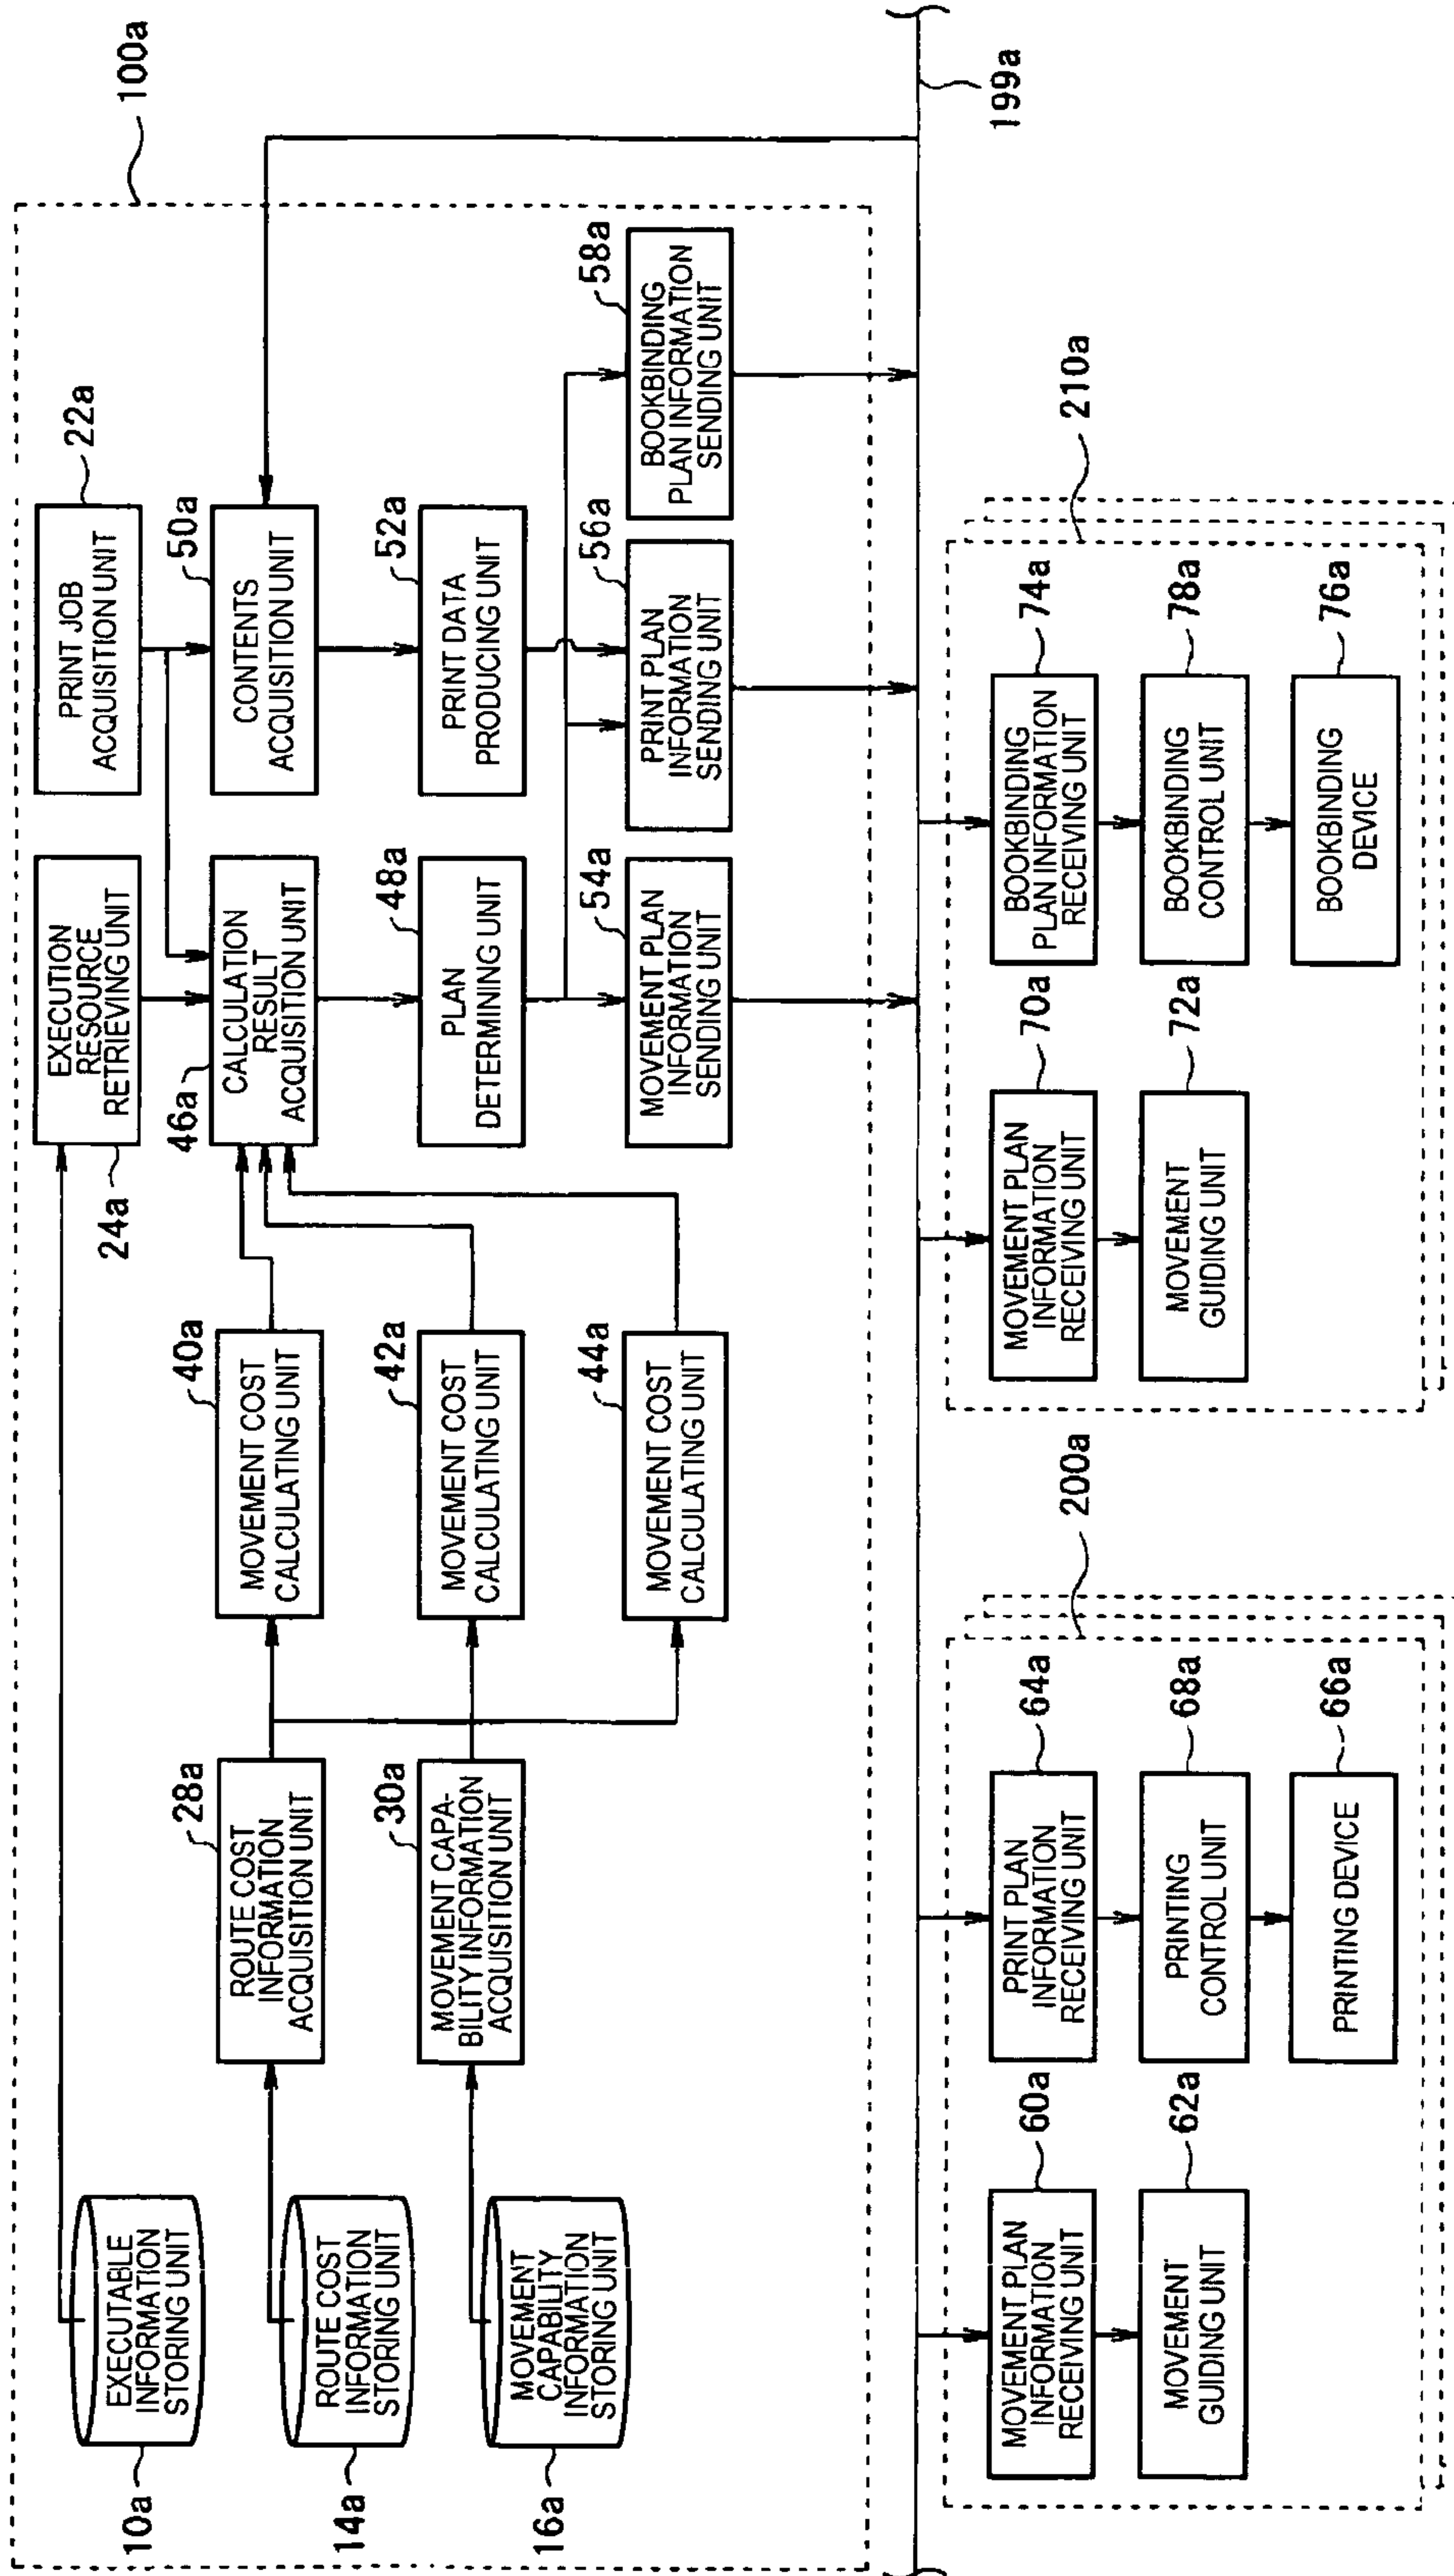 100a
EXECUTABLE
INFORMATION
STORING UNIT
10a
ROUTE COST
INFORMATION
STORING UNIT
14a
MOVEMENT
CAPABILITY
INFORMATION
STORING UNIT
16a
ROUTE COST
INFORMATION
ACQUISITION UNIT
28a
MOVEMENT CAPA-
BILITY INFORMATION
ACQUISITION UNIT
30a
MOVEMENT COST
CALCULATING UNIT
40a
MOVEMENT COST
CALCULATING UNIT
42a
MOVEMENT COST
CALCULATING UNIT
44a
EXECUTION
RESOURCE
RETRIEVING UNIT
24a
CALCULATION
RESULT
ACQUISITION UNIT
46a
PLAN
DETERMINING UNIT
48a
MOVEMENT PLAN
INFORMATION
SENDING UNIT
54a
PRINT JOB
ACQUISITION UNIT
22a
CONTENTS
ACQUISITION UNIT
50a
PRINT DATA
PRODUCING UNIT
52a
PRINT PLAN
INFORMATION
SENDING UNIT
56a
BOOKBINDING
PLAN INFORMATION
SENDING UNIT
58a
199a
200a
MOVEMENT PLAN
INFORMATION
RECEIVING UNIT
60a
MOVEMENT
GUIDING UNIT
62a
PRINT PLAN
INFORMATION
RECEIVING UNIT
64a
PRINTING
CONTROL UNIT
68a
PRINTING DEVICE
66a
210a
MOVEMENT PLAN
INFORMATION
RECEIVING UNIT
70a
MOVEMENT
GUIDING UNIT
72a
BOOKBINDING
PLAN INFORMATION
RECEIVING UNIT
74a
BOOKBINDING
CONTROL UNIT
78a
BOOKBINDING
DEVICE
76a